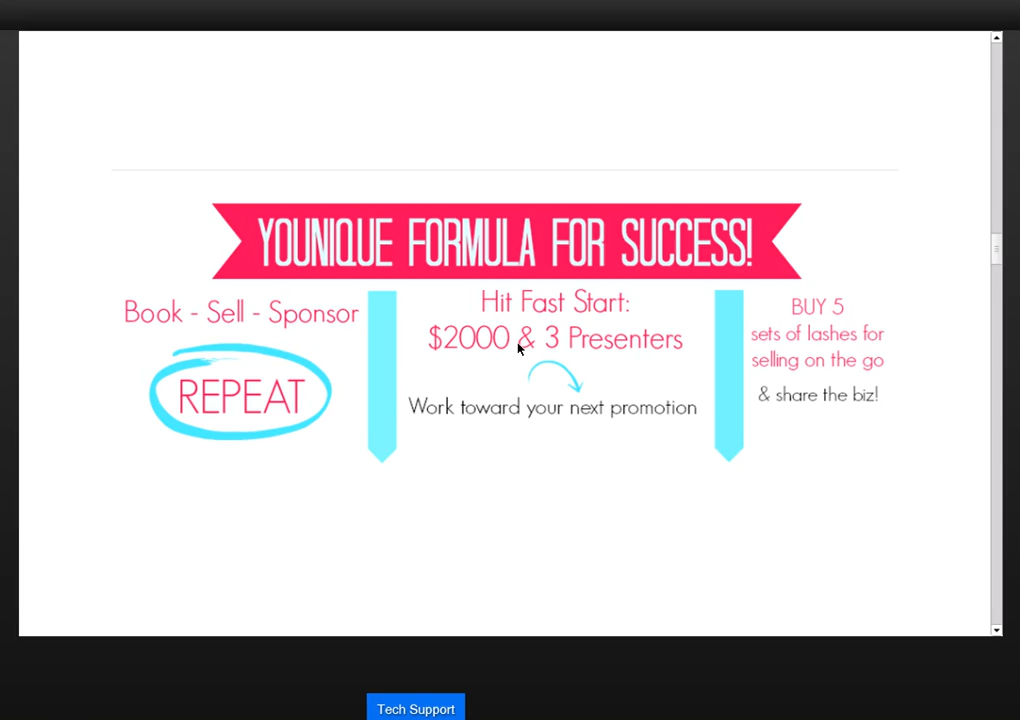 YOUNIQUE FORMULA FOR SUCCESS!
Book - Sell - Sponsor
REPEAT
Hit Fast Start:
$2000 & 3 Presenters
Work toward your next promotion
BUY 5
sets of lashes for
selling on the go
& share the biz!
Tech Support